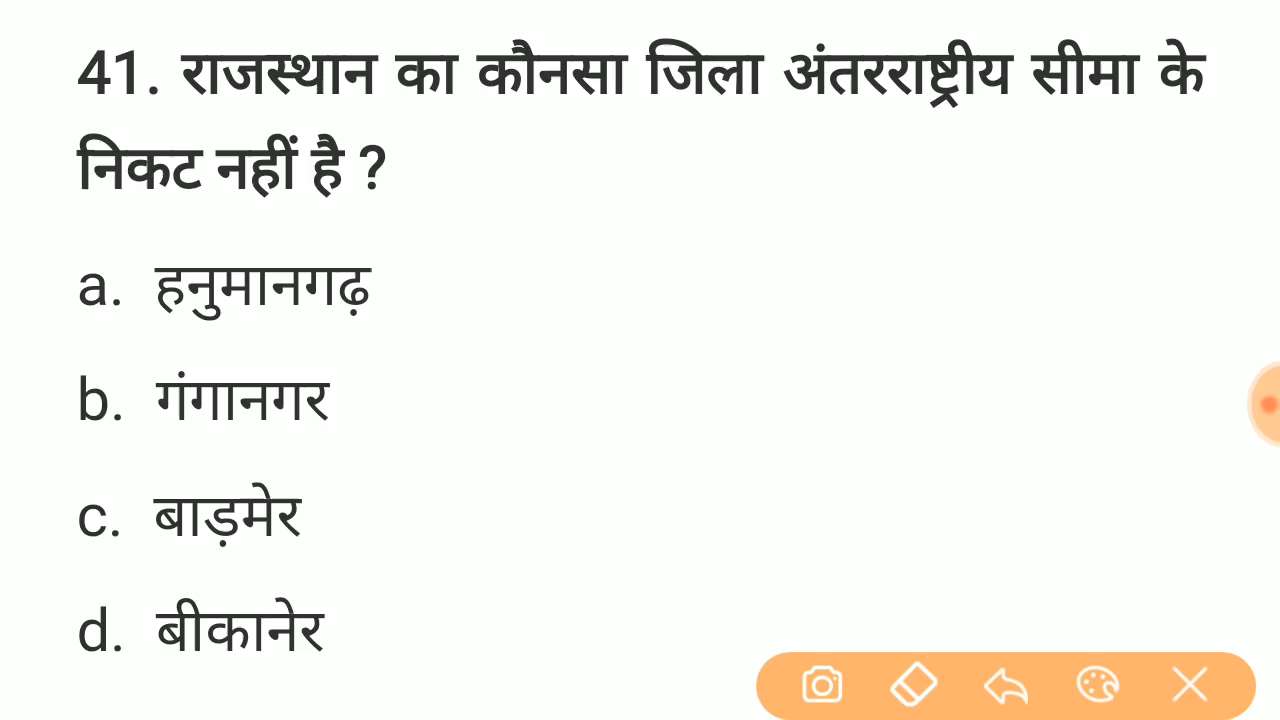 41. राजस्थान का कौनसा जिला अंतरराष्ट्रीय सीमा के
निकट नहीं है ?
a. हनुमानगढ़
b. गंगानगर
c. बाड़मेर
d. बीकानेर